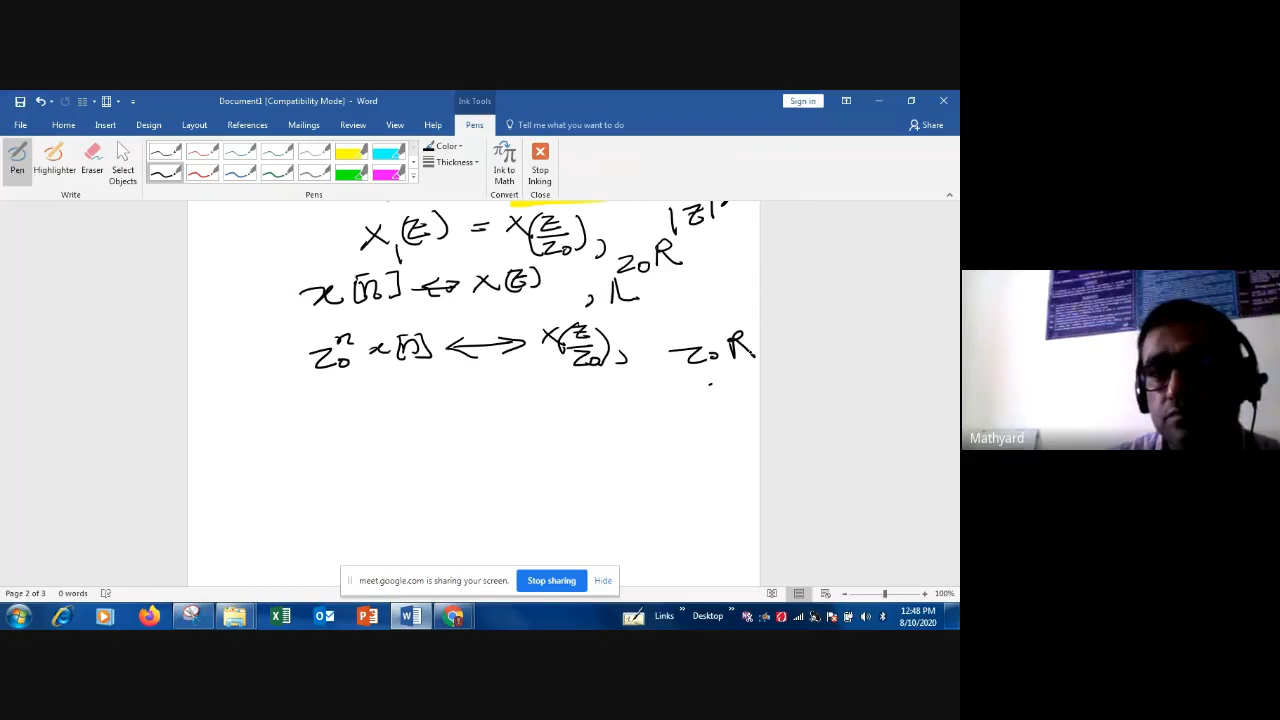 Document1 [Compatibility Mode] - Word
Ink Tools
Sign in
File Home Insert Design Layout References Mailings Review View Help Pens Tell me what you want to do Share
Pen Highlighter Eraser Select Objects
Color
Thickness
Ink to Math
Stop Inking
Write Pens Convert Close
|z|
X₁(z) = X(z/z₀), z₀R
x[n] ↔ X(z), R
z₀ⁿ x[n] ↔ X(z/z₀), z₀R
Mathyard
meet.google.com is sharing your screen. Stop sharing Hide
Page 2 of 3 0 words 100%
Links » Desktop » 12:48 PM
8/10/2020